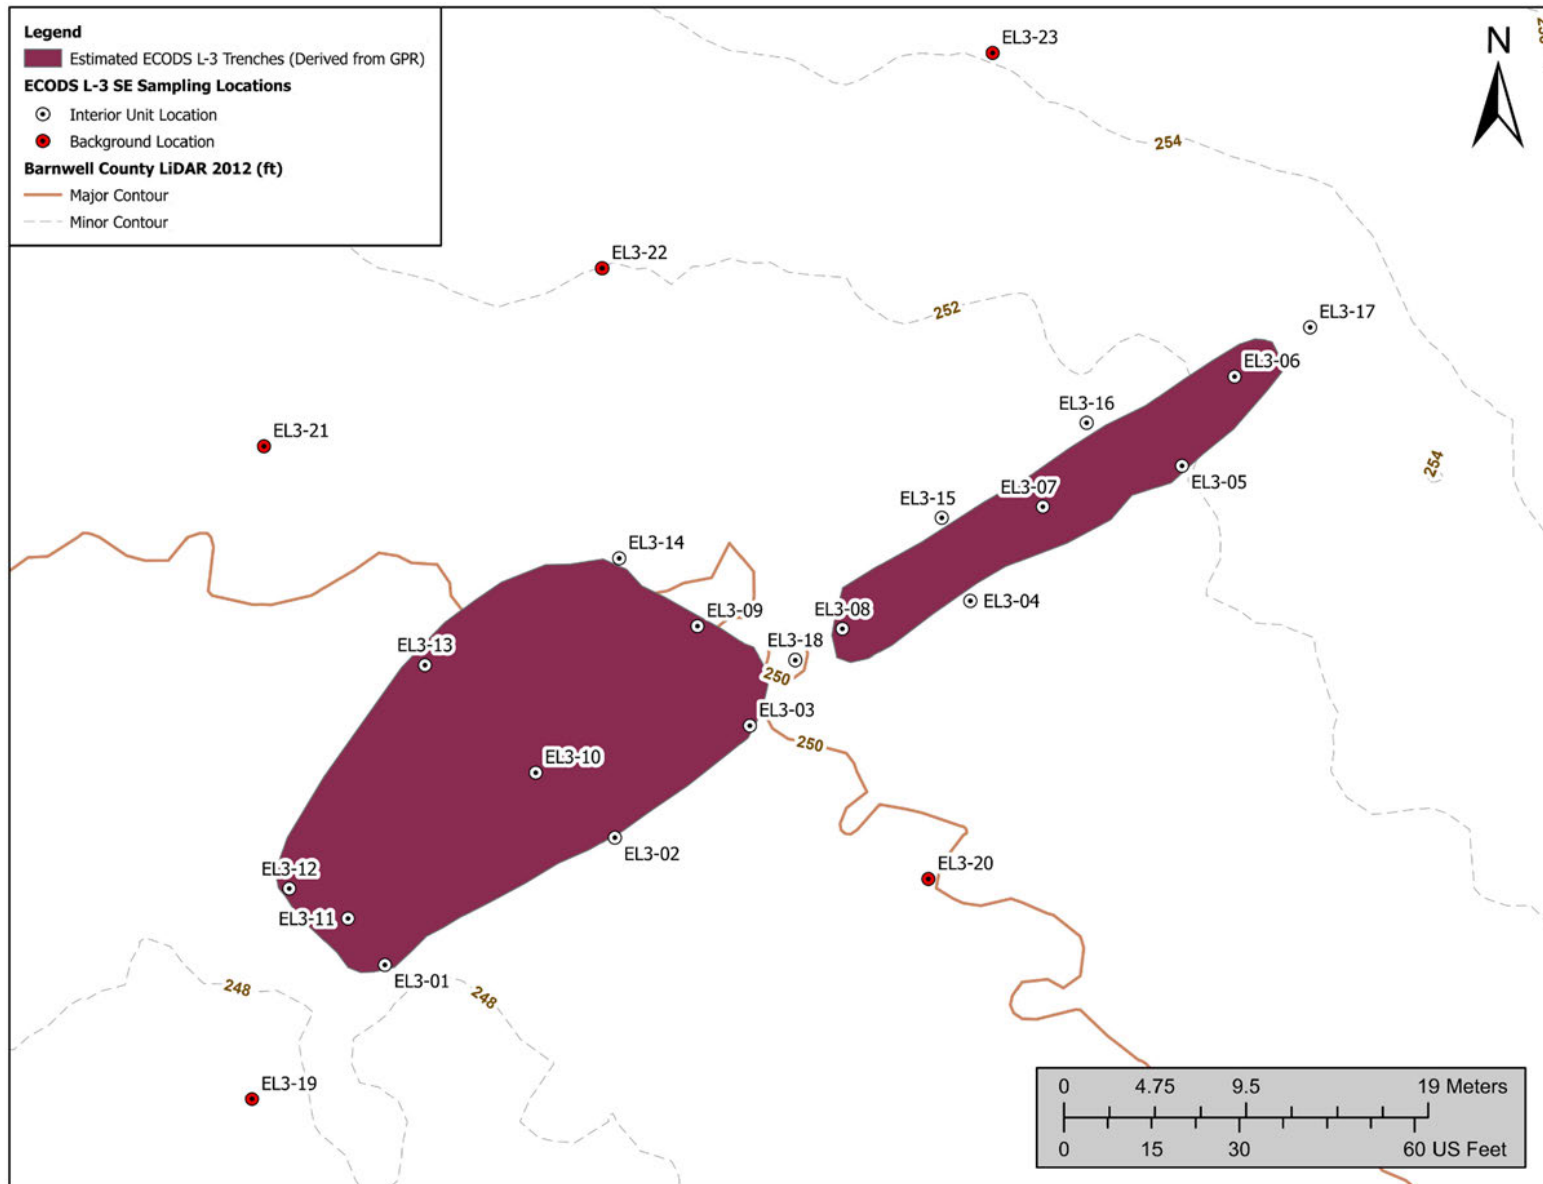 Legend
Estimated ECODS L-3 Trenches (Derived from GPR)
ECODS L-3 SE Sampling Locations
Interior Unit Location
Background Location
Barnwell County LiDAR 2012 (ft)
Major Contour
Minor Contour
N
EL3-23
254
EL3-22
252
EL3-17
EL3-06
EL3-16
EL3-21
254
EL3-05
EL3-07
EL3-15
EL3-14
EL3-04
EL3-09
EL3-08
EL3-18
EL3-13
250
EL3-03
250
EL3-10
EL3-02
EL3-12
EL3-20
EL3-11
EL3-01
248
248
EL3-19
0 4.75 9.5 19 Meters
0 15 30 60 US Feet